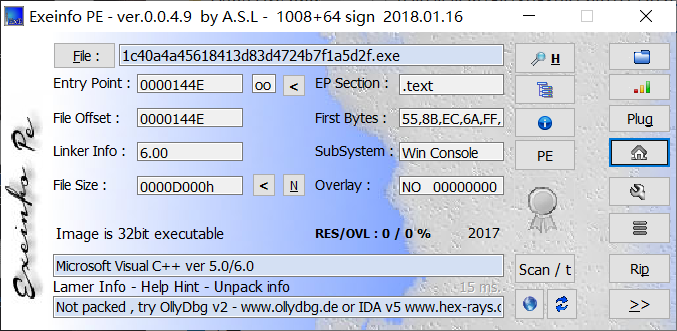 Exeinfo PE - ver.0.0.4.9 by A.S.L - 1008+64 sign 2018.01.16
Exeinfo Pe
File : 1c40a4a45618413d83d4724b7f1a5d2f.exe H
Entry Point : 0000144E oo < EP Section : .text
File Offset : 0000144E First Bytes : 55,8B,EC,6A,FF, Plug
Linker Info : 6.00 SubSystem : Win Console PE
File Size : 0000D000h < N Overlay : NO 00000000
Image is 32bit executable RES/OVL : 0 / 0 % 2017
Microsoft Visual C++ ver 5.0/6.0 Scan / t Rip
Lamer Info - Help Hint - Unpack info 15 ms.
Not packed , try OllyDbg v2 - www.ollydbg.de or IDA v5 www.hex-rays.c >>